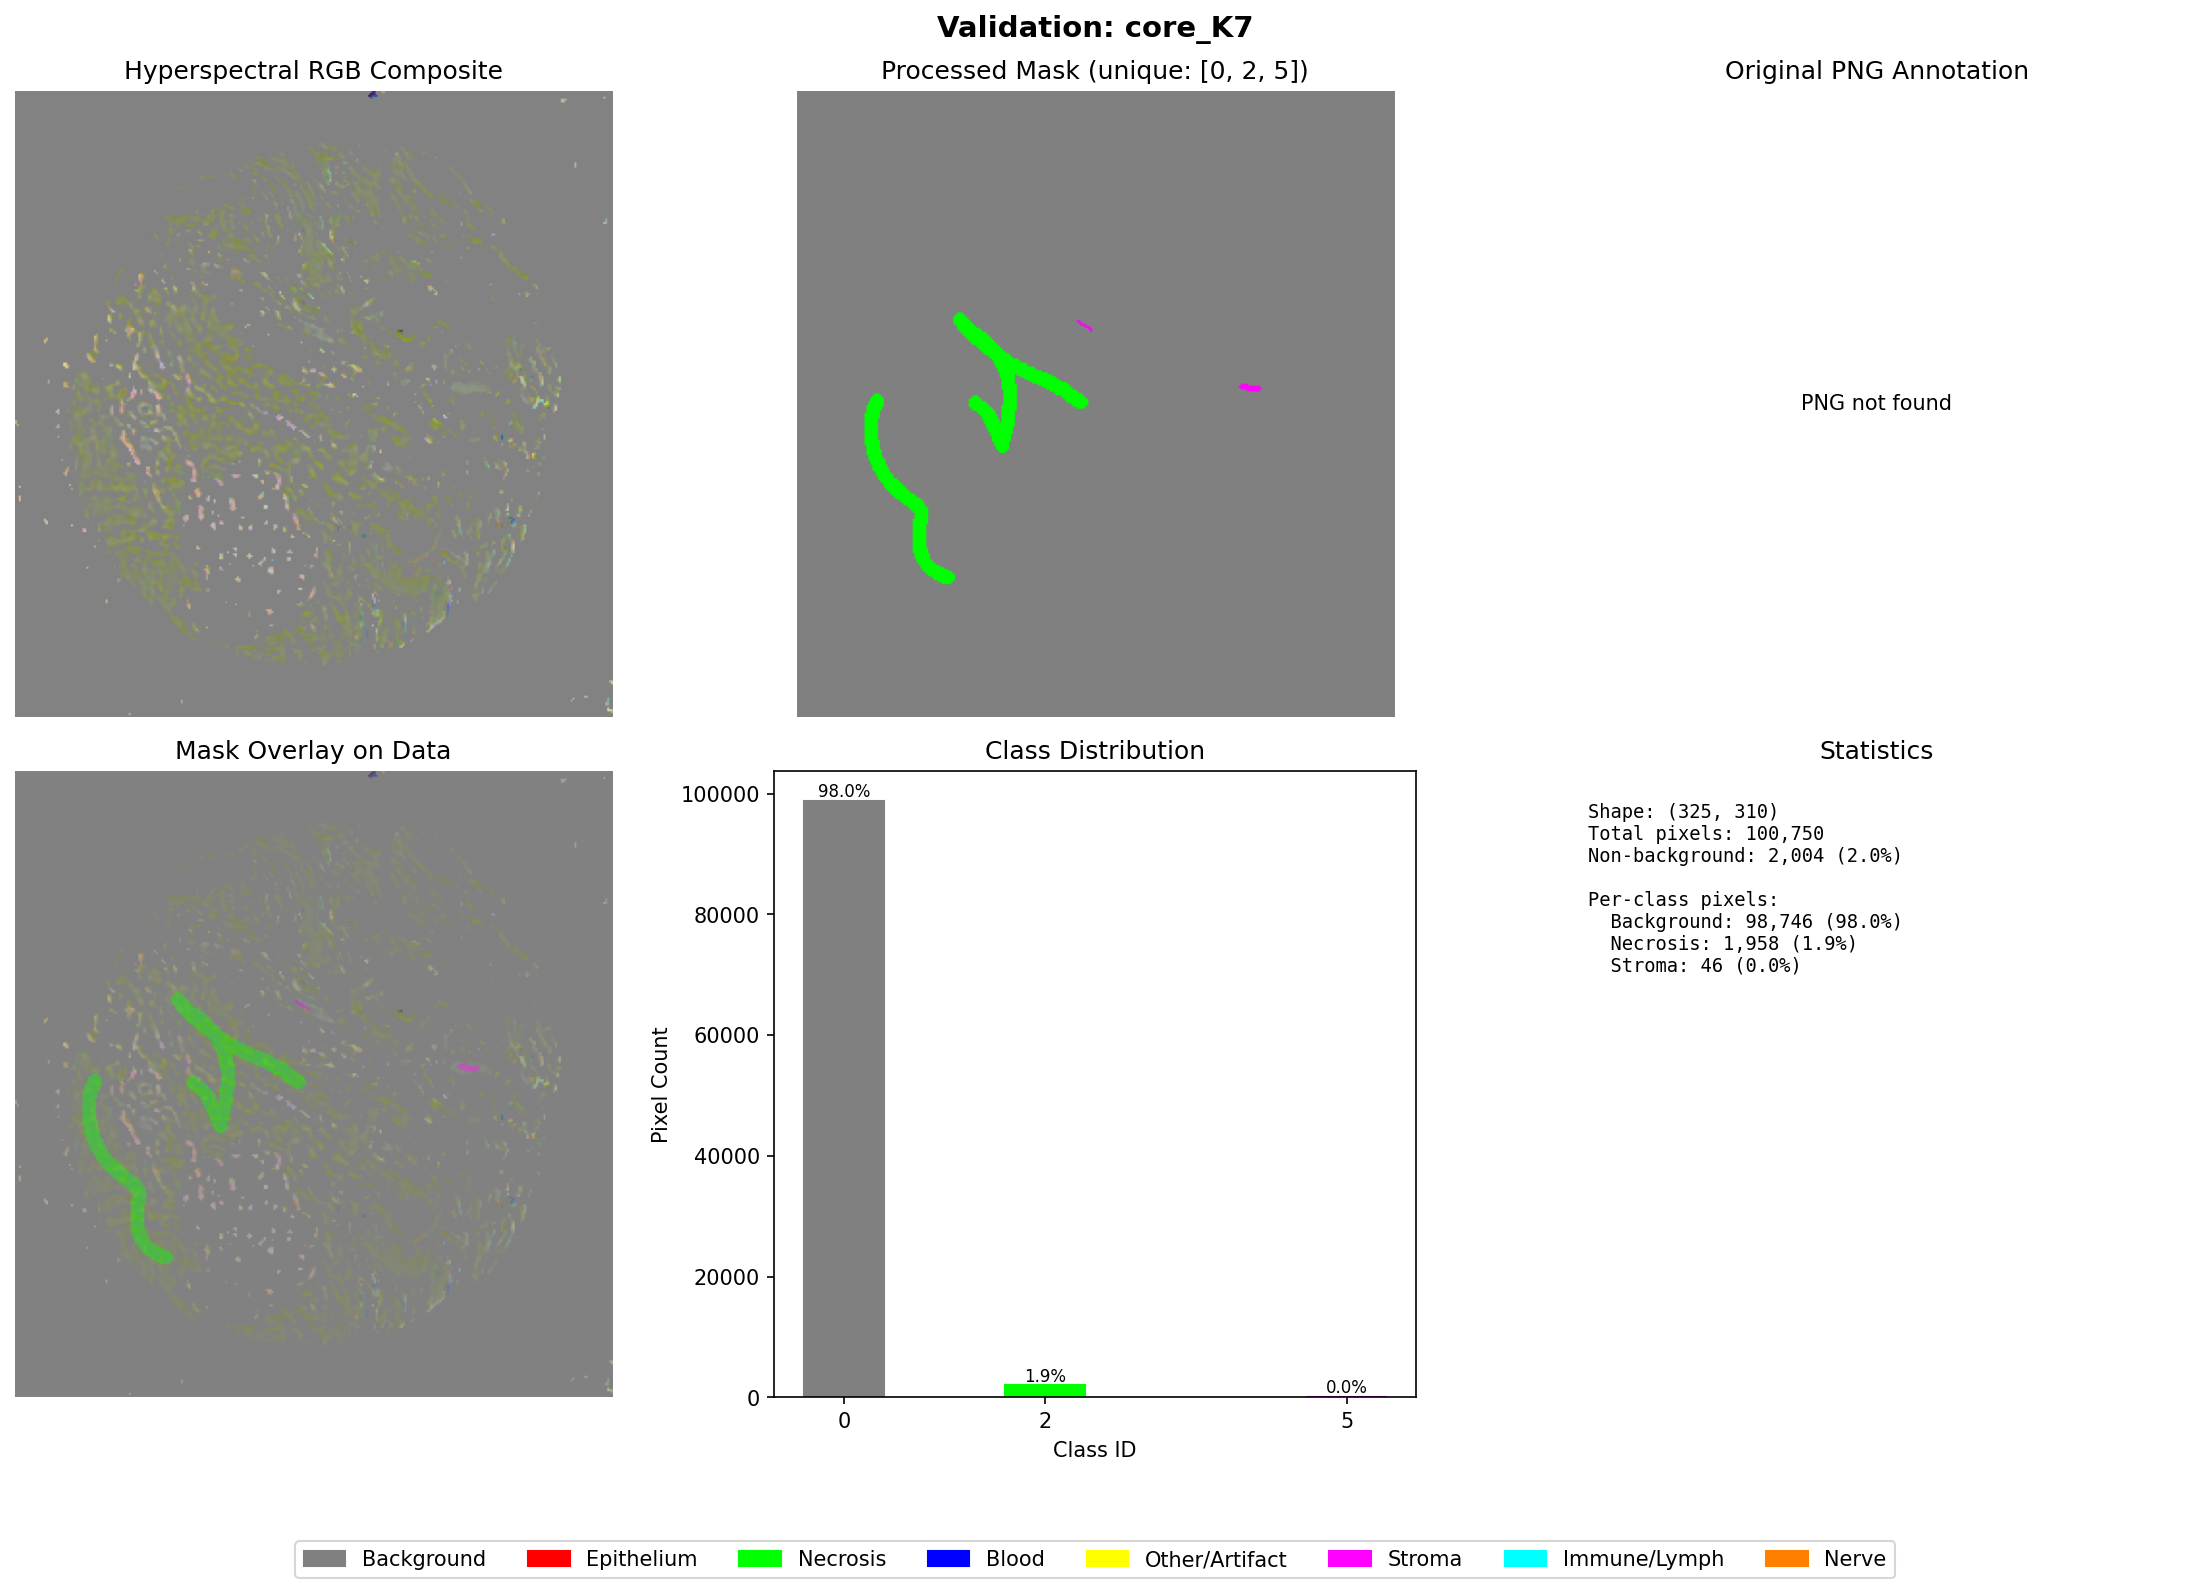 Validation: core_K7
Hyperspectral RGB Composite
Processed Mask (unique: [0, 2, 5])
Original PNG Annotation
PNG not found
Mask Overlay on Data
Class Distribution
Pixel Count
100000
80000
60000
40000
20000
0
98.0%
1.9%
0.0%
0
2
5
Class ID
Statistics
Shape: (325, 310)
Total pixels: 100,750
Non-background: 2,004 (2.0%)
Per-class pixels:
Background: 98,746 (98.0%)
Necrosis: 1,958 (1.9%)
Stroma: 46 (0.0%)
Background
Epithelium
Necrosis
Blood
Other/Artifact
Stroma
Immune/Lymph
Nerve